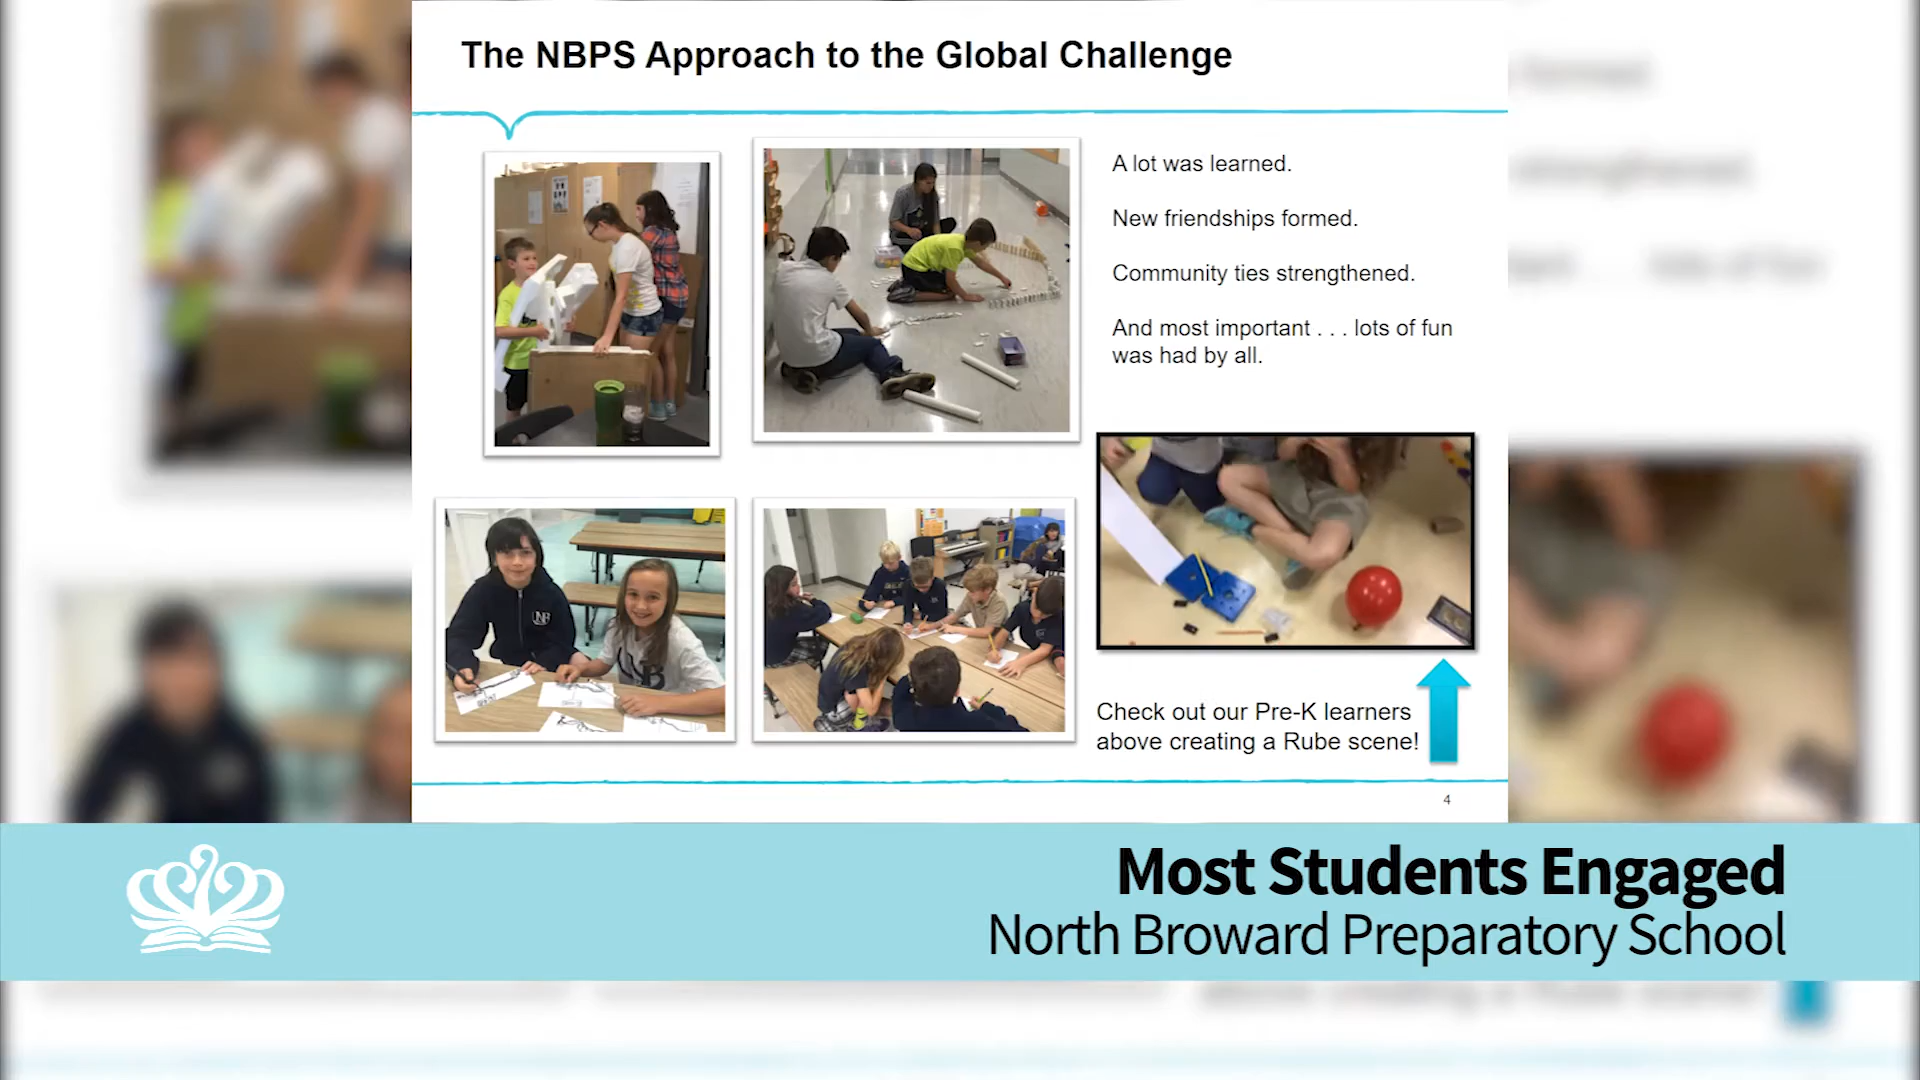 The NBPS Approach to the Global Challenge
A lot was learned.
New friendships formed.
Community ties strengthened.
And most important . . . lots of fun
was had by all.
Check out our Pre-K learners
above creating a Rube scene!
4
Most Students Engaged
North Broward Preparatory School